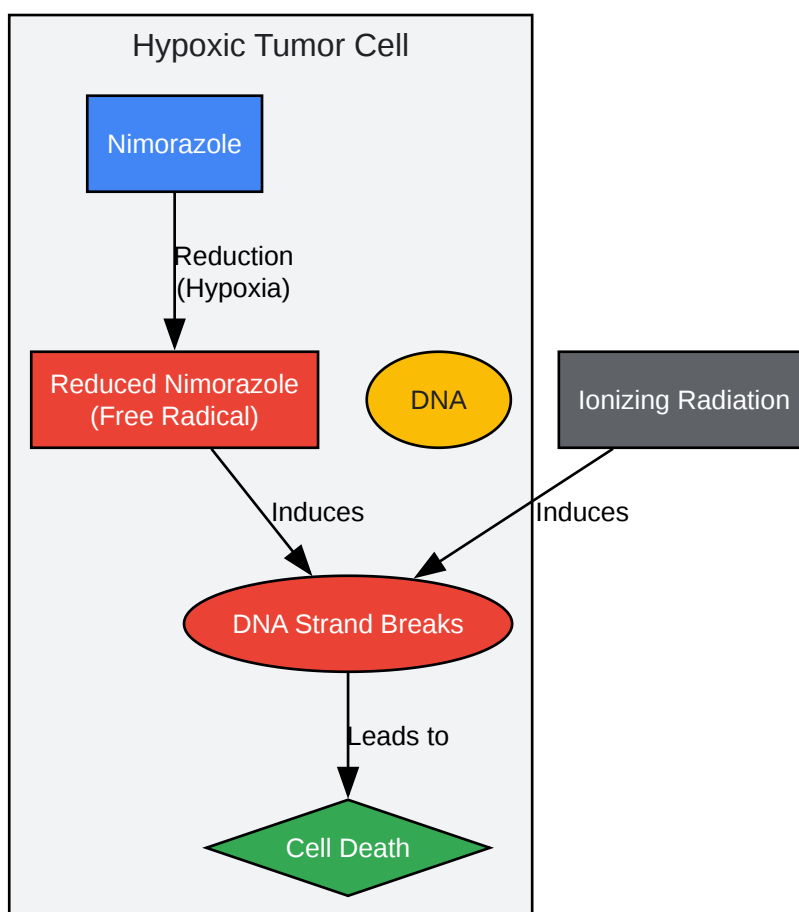 Hypoxic Tumor Cell
Nimorazole
Reduction
(Hypoxia)
Reduced Nimorazole
(Free Radical)
DNA
Ionizing Radiation
Induces
Induces
DNA Strand Breaks
Leads to
Cell Death